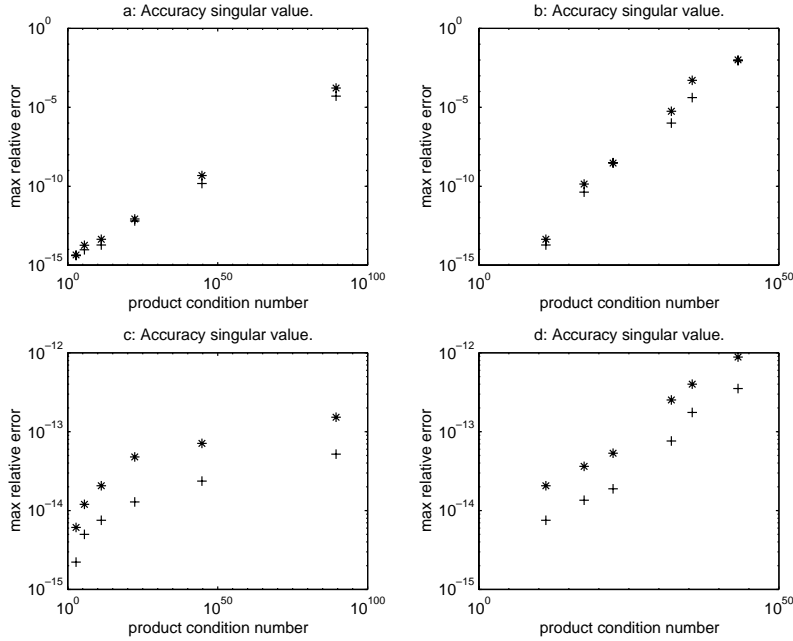 a: Accuracy singular value.
10^0
10^−5
10^−10
10^−15
max relative error
10^0
10^50
10^100
product condition number
b: Accuracy singular value.
10^0
10^−5
10^−10
10^−15
max relative error
10^0
10^50
product condition number
c: Accuracy singular value.
10^−12
10^−13
10^−14
10^−15
max relative error
10^0
10^50
10^100
product condition number
d: Accuracy singular value.
10^−12
10^−13
10^−14
10^−15
max relative error
10^0
10^50
product condition number